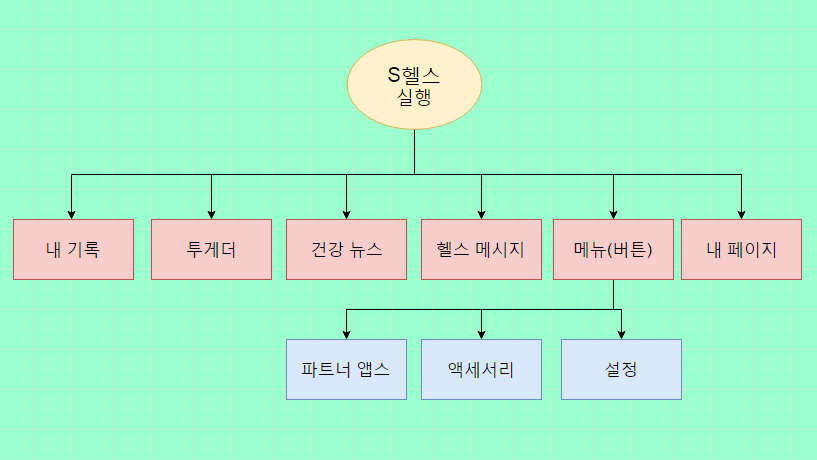 S헬스
실행
내 기록
투게더
건강 뉴스
헬스 메시지
메뉴(버튼)
내 페이지
파트너 앱스
액세서리
설정